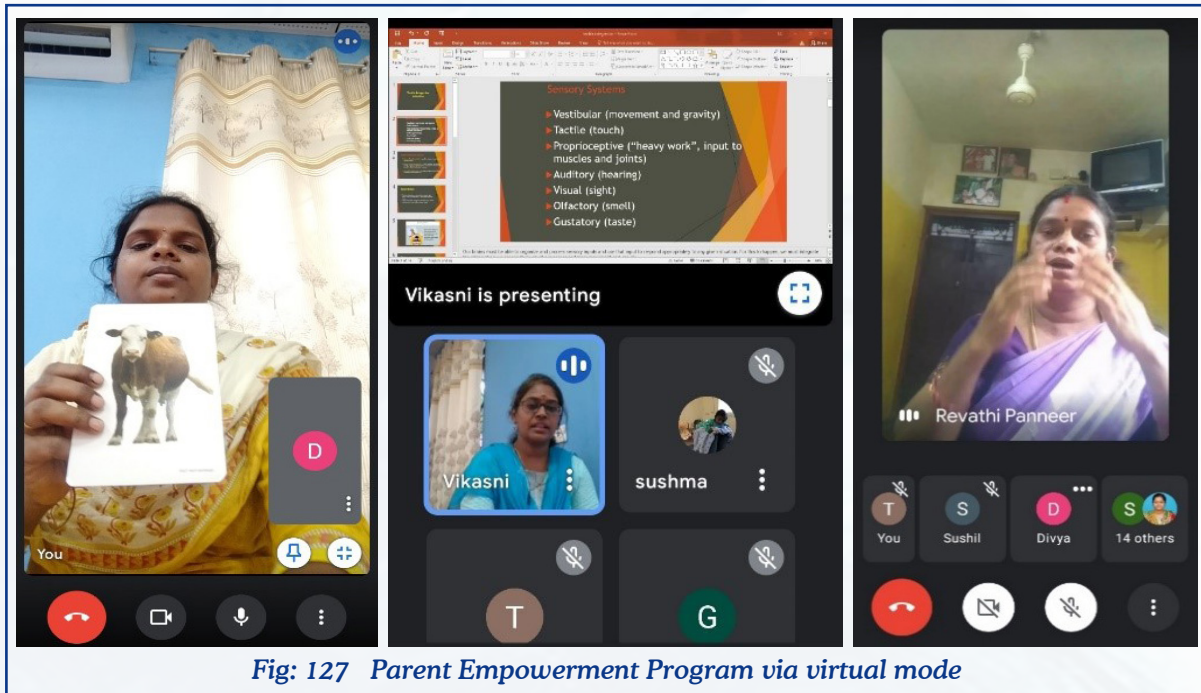 You
D
Sensory Systems
Vestibular (movement and gravity)
Tactile (touch)
Proprioceptive ("heavy work", input to
muscles and joints)
Auditory (hearing)
Visual (sight)
Olfactory (smell)
Gustatory (taste)
Vikasni is presenting
Vikasni
sushma
T
G
Revathi Panneer
T
S
D
S
You
Sushil
Divya
14 others
Fig: 127 Parent Empowerment Program via virtual mode